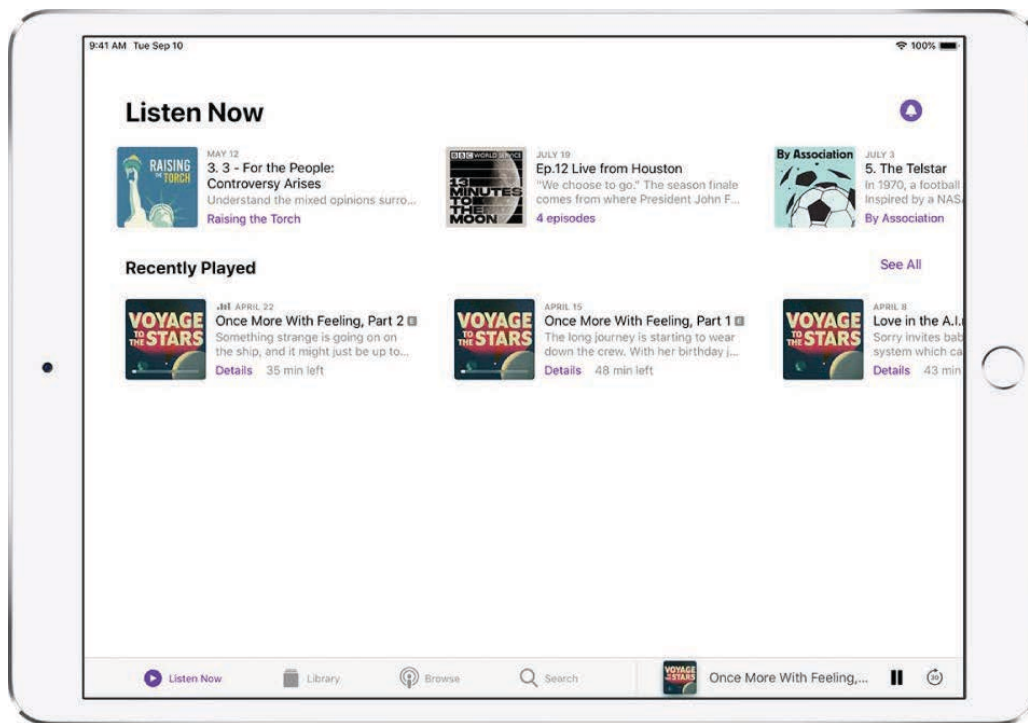 9:41 AM Tue Sep 10
100%
Listen Now
RAISING
THE TORCH
MAY 12
3. 3 - For the People:
Controversy Arises
Understand the mixed opinions surro...
Raising the Torch
BBC WORLD SERVICE
13
MINUTES
TO
THE
MOON
JULY 19
Ep.12 Live from Houston
"We choose to go." The season finale
comes from where President John F...
4 episodes
By Association
JULY 3
5. The Telstar
In 1970, a football
Inspired by a NAS
By Association
Recently Played
See All
VOYAGE
TO THE STARS
APRIL 22
Once More With Feeling, Part 2 E
Something strange is going on on
the ship, and it might just be up to...
Details 35 min left
VOYAGE
TO THE STARS
APRIL 15
Once More With Feeling, Part 1 E
The long journey is starting to wear
down the crew. With her birthday j...
Details 48 min left
VOYAGE
TO THE STARS
APRIL 8
Love in the A.I.
Sorry invites bab
system which ca
Details 43 min
Listen Now
Library
Browse
Search
VOYAGE
TO THE STARS
Once More With Feeling,...
30